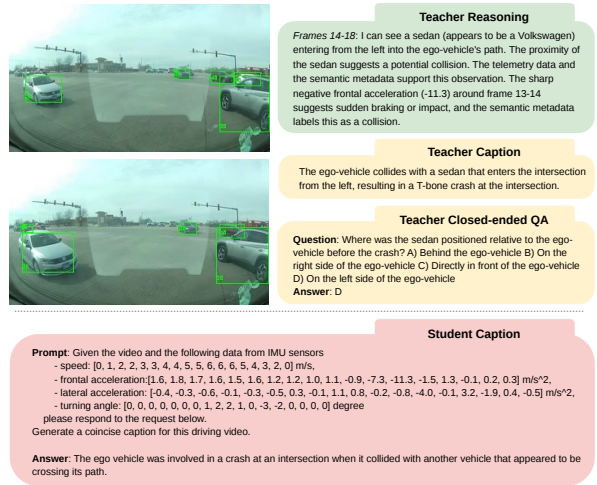 Teacher Reasoning
Frames 14-18: I can see a sedan (appears to be a Volkswagen)
entering from the left into the ego-vehicle's path. The proximity of
the sedan suggests a potential collision. The telemetry data and
the semantic metadata support this observation. The sharp
negative frontal acceleration (-11.3) around frame 13-14
suggests sudden braking or impact, and the semantic metadata
labels this as a collision.
Teacher Caption
The ego-vehicle collides with a sedan that enters the intersection
from the left, resulting in a T-bone crash at the intersection.
Teacher Closed-ended QA
Question: Where was the sedan positioned relative to the ego-
vehicle before the crash? A) Behind the ego-vehicle B) On the
right side of the ego-vehicle C) Directly in front of the ego-vehicle
D) On the left side of the ego-vehicle
Answer: D
Student Caption
Prompt: Given the video and the following data from IMU sensors
- speed: [0, 1, 2, 2, 3, 3, 4, 4, 5, 5, 6, 6, 6, 5, 4, 3, 2, 0] m/s,
- frontal acceleration:[1.6, 1.8, 1.7, 1.6, 1.5, 1.6, 1.2, 1.2, 1.0, 1.1, -0.9, -7.3, -11.3, -1.5, 1.3, -0.1, 0.2, 0.3] m/s^2,
- lateral acceleration: [-0.4, -0.3, -0.6, -0.1, -0.3, -0.5, 0.3, -0.1, 1.1, 0.8, -0.2, -0.8, -4.0, -0.1, 3.2, -1.9, 0.4, -0.5] m/s^2,
- turning angle: [0, 0, 0, 0, 0, 0, 0, 1, 2, 2, 1, 0, -3, -2, 0, 0, 0, 0] degree
please respond to the request below.
Generate a coincise caption for this driving video.
Answer: The ego vehicle was involved in a crash at an intersection when it collided with another vehicle that appeared to be
crossing its path.